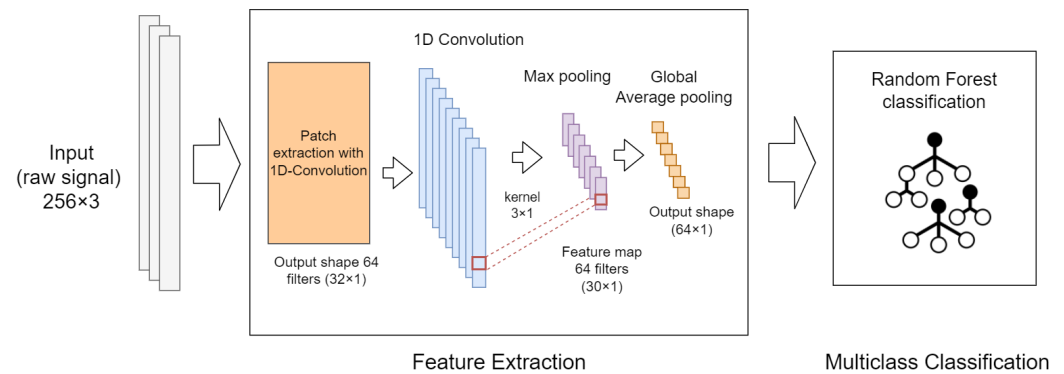 Input
(raw signal)
256×3
Patch
extraction with
1D-Convolution
Output shape 64
filters (32×1)
1D Convolution
kernel
3×1
Max pooling
Feature map
64 filters
(30×1)
Global
Average pooling
Output shape
(64×1)
Feature Extraction
Random Forest
classification
Multiclass Classification